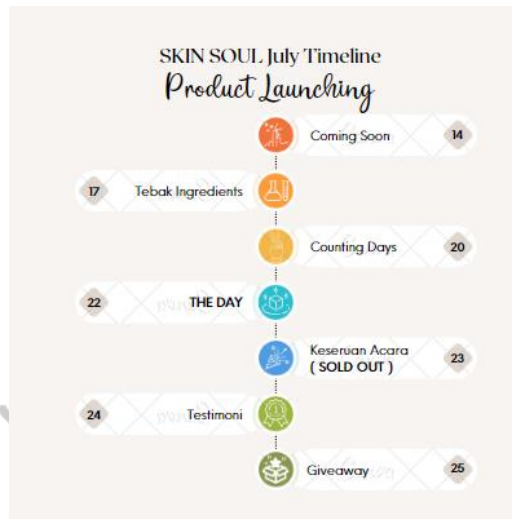 SKIN SOUL July Timeline
Product Launching
Coming Soon 14
17 Tebak Ingredients
Counting Days 20
22 THE DAY
Keseruan Acara 23
( SOLD OUT )
24 Testimoni
Giveaway 25